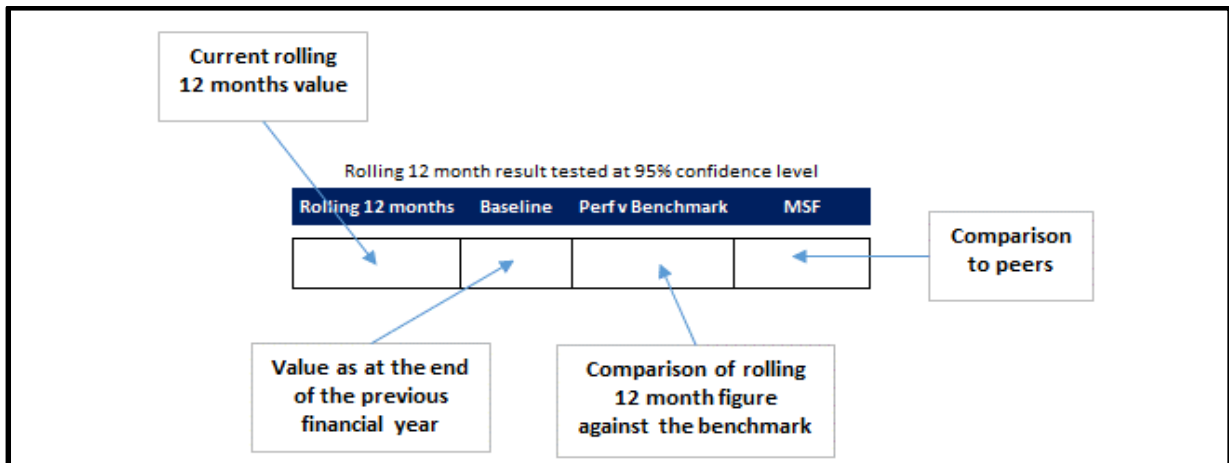 Current rolling
12 months value
Rolling 12 month result tested at 95% confidence level
Rolling 12 months Baseline Perf v Benchmark MSF
Comparison
to peers
Value as at the end
of the previous
financial year
Comparison of rolling
12 month figure
against the benchmark